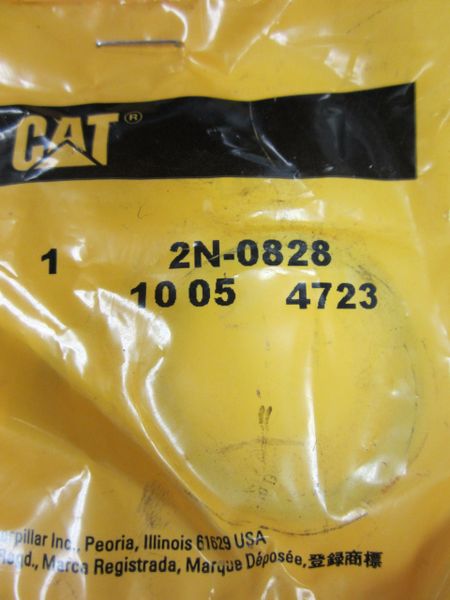 CAT®
1 2N-0828
10 05 4723
Inc., Peoria, Illinois 61629 USA
Regd., Marca Registrada, Marque Déposée, 登録商標